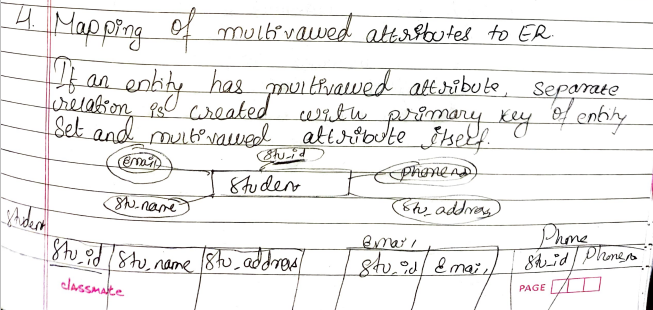 4. Mapping of multivalued attributes to ER.
If an entity has multivalued attribute, separate
relation is created with primary key of entity
Set and multivalued attribute itself.
Email
Stu_id
Phone no
Student
Stu_name
Stu_address
Student
Email
Phone
Stu_id Stu_name Stu_address
Stu_id Email
Stu_id Phone no
classmate
PAGE